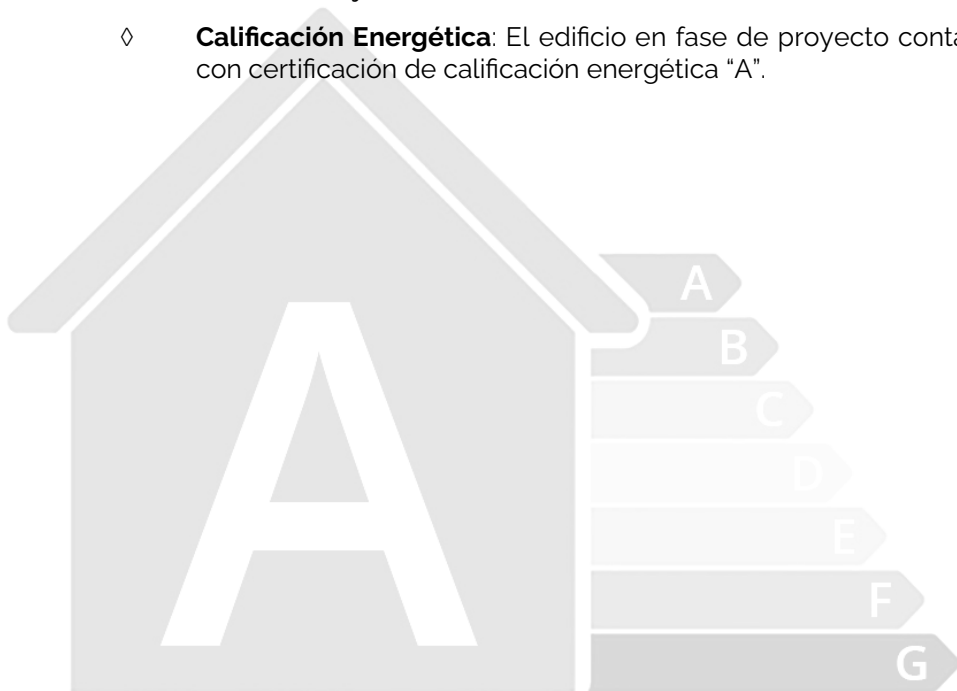 ◊ Calificación Energética: El edificio en fase de proyecto conta
con certificación de calificación energética “A”.
A
B
C
D
E
F
G
A